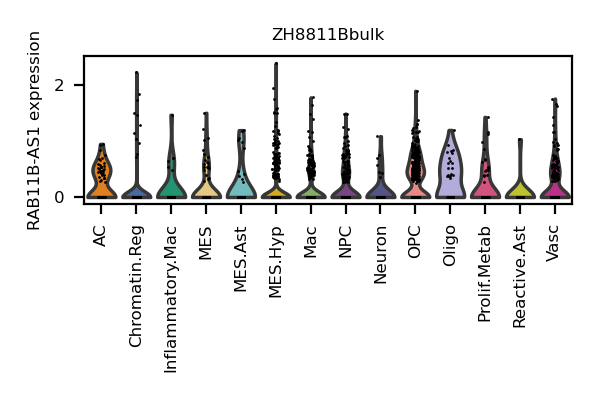 ZH8811Bbulk
RAB11B-AS1 expression
2
0
AC
Chromatin.Reg
Inflammatory.Mac
MES
MES.Ast
MES.Hyp
Mac
NPC
Neuron
OPC
Oligo
Prolif.Metab
Reactive.Ast
Vasc